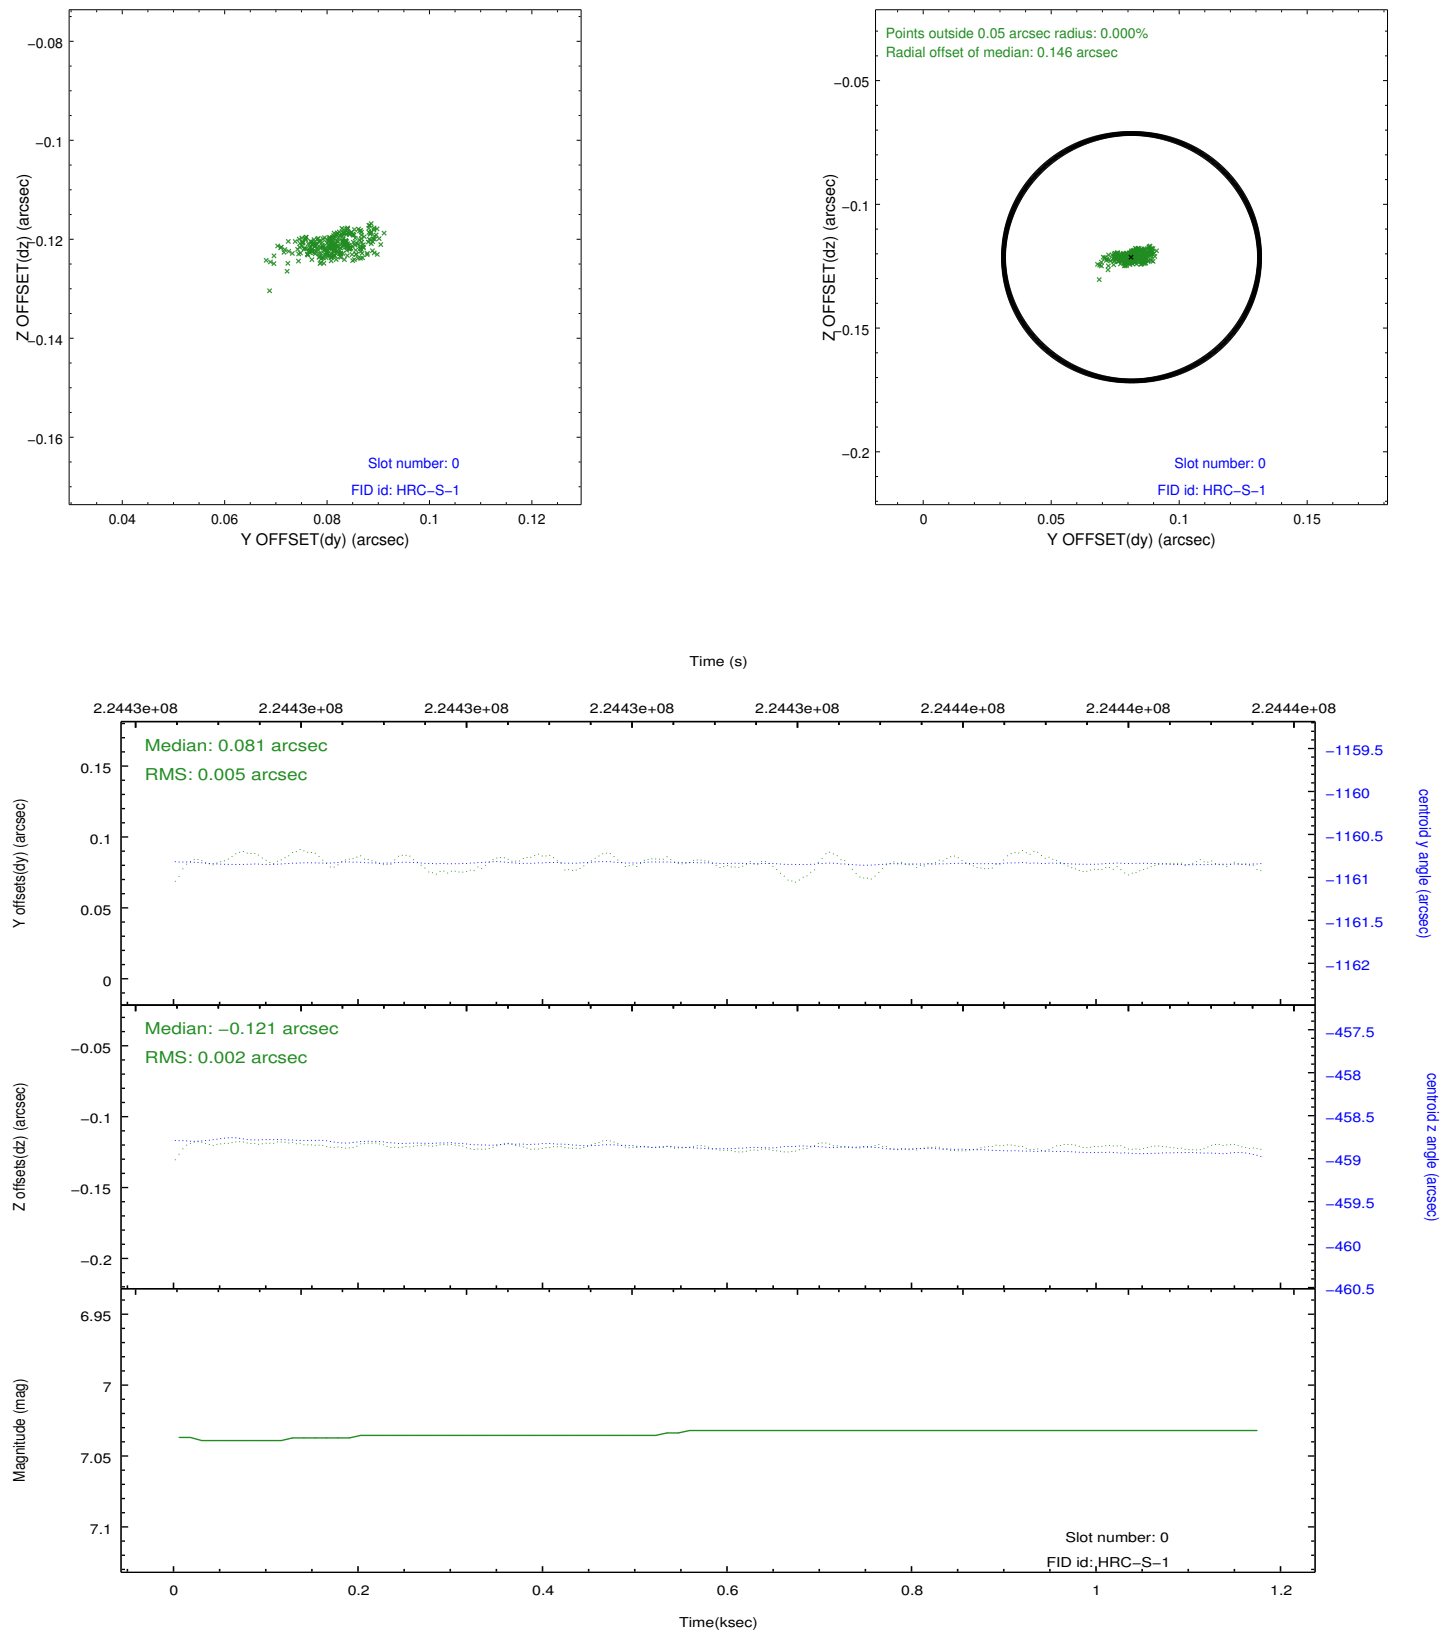 −0.08
−0.1
−0.12
−0.14
−0.16
Z OFFSET(dz) (arcsec)
Slot number: 0
FID id: HRC−S−1
0.04 0.06 0.08 0.1 0.12
Y OFFSET(dy) (arcsec)
Points outside 0.05 arcsec radius: 0.000%
Radial offset of median: 0.146 arcsec
−0.05
−0.1
−0.15
−0.2
Z OFFSET(dz) (arcsec)
Slot number: 0
FID id: HRC−S−1
0 0.05 0.1 0.15
Y OFFSET(dy) (arcsec)
Time (s)
2.2443e+08 2.2443e+08 2.2443e+08 2.2443e+08 2.2443e+08 2.2444e+08 2.2444e+08 2.2444e+08
Median: 0.081 arcsec
RMS: 0.005 arcsec
0.15
0.1
0.05
0
Y offsets(dy) (arcsec)
−1159.5
−1160
−1160.5
−1161
−1161.5
−1162
centroid y angle (arcsec)
Median: −0.121 arcsec
RMS: 0.002 arcsec
−0.05
−0.1
−0.15
−0.2
Z offsets(dz) (arcsec)
−457.5
−458
−458.5
−459
−459.5
−460
−460.5
centroid z angle (arcsec)
6.95
7
7.05
7.1
Magnitude (mag)
Slot number: 0
FID id: HRC−S−1
0 0.2 0.4 0.6 0.8 1 1.2
Time(ksec)